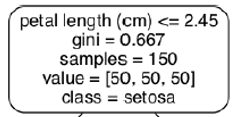 petal length (cm) <= 2.45
gini = 0.667
samples = 150
value = [50, 50, 50]
class = setosa